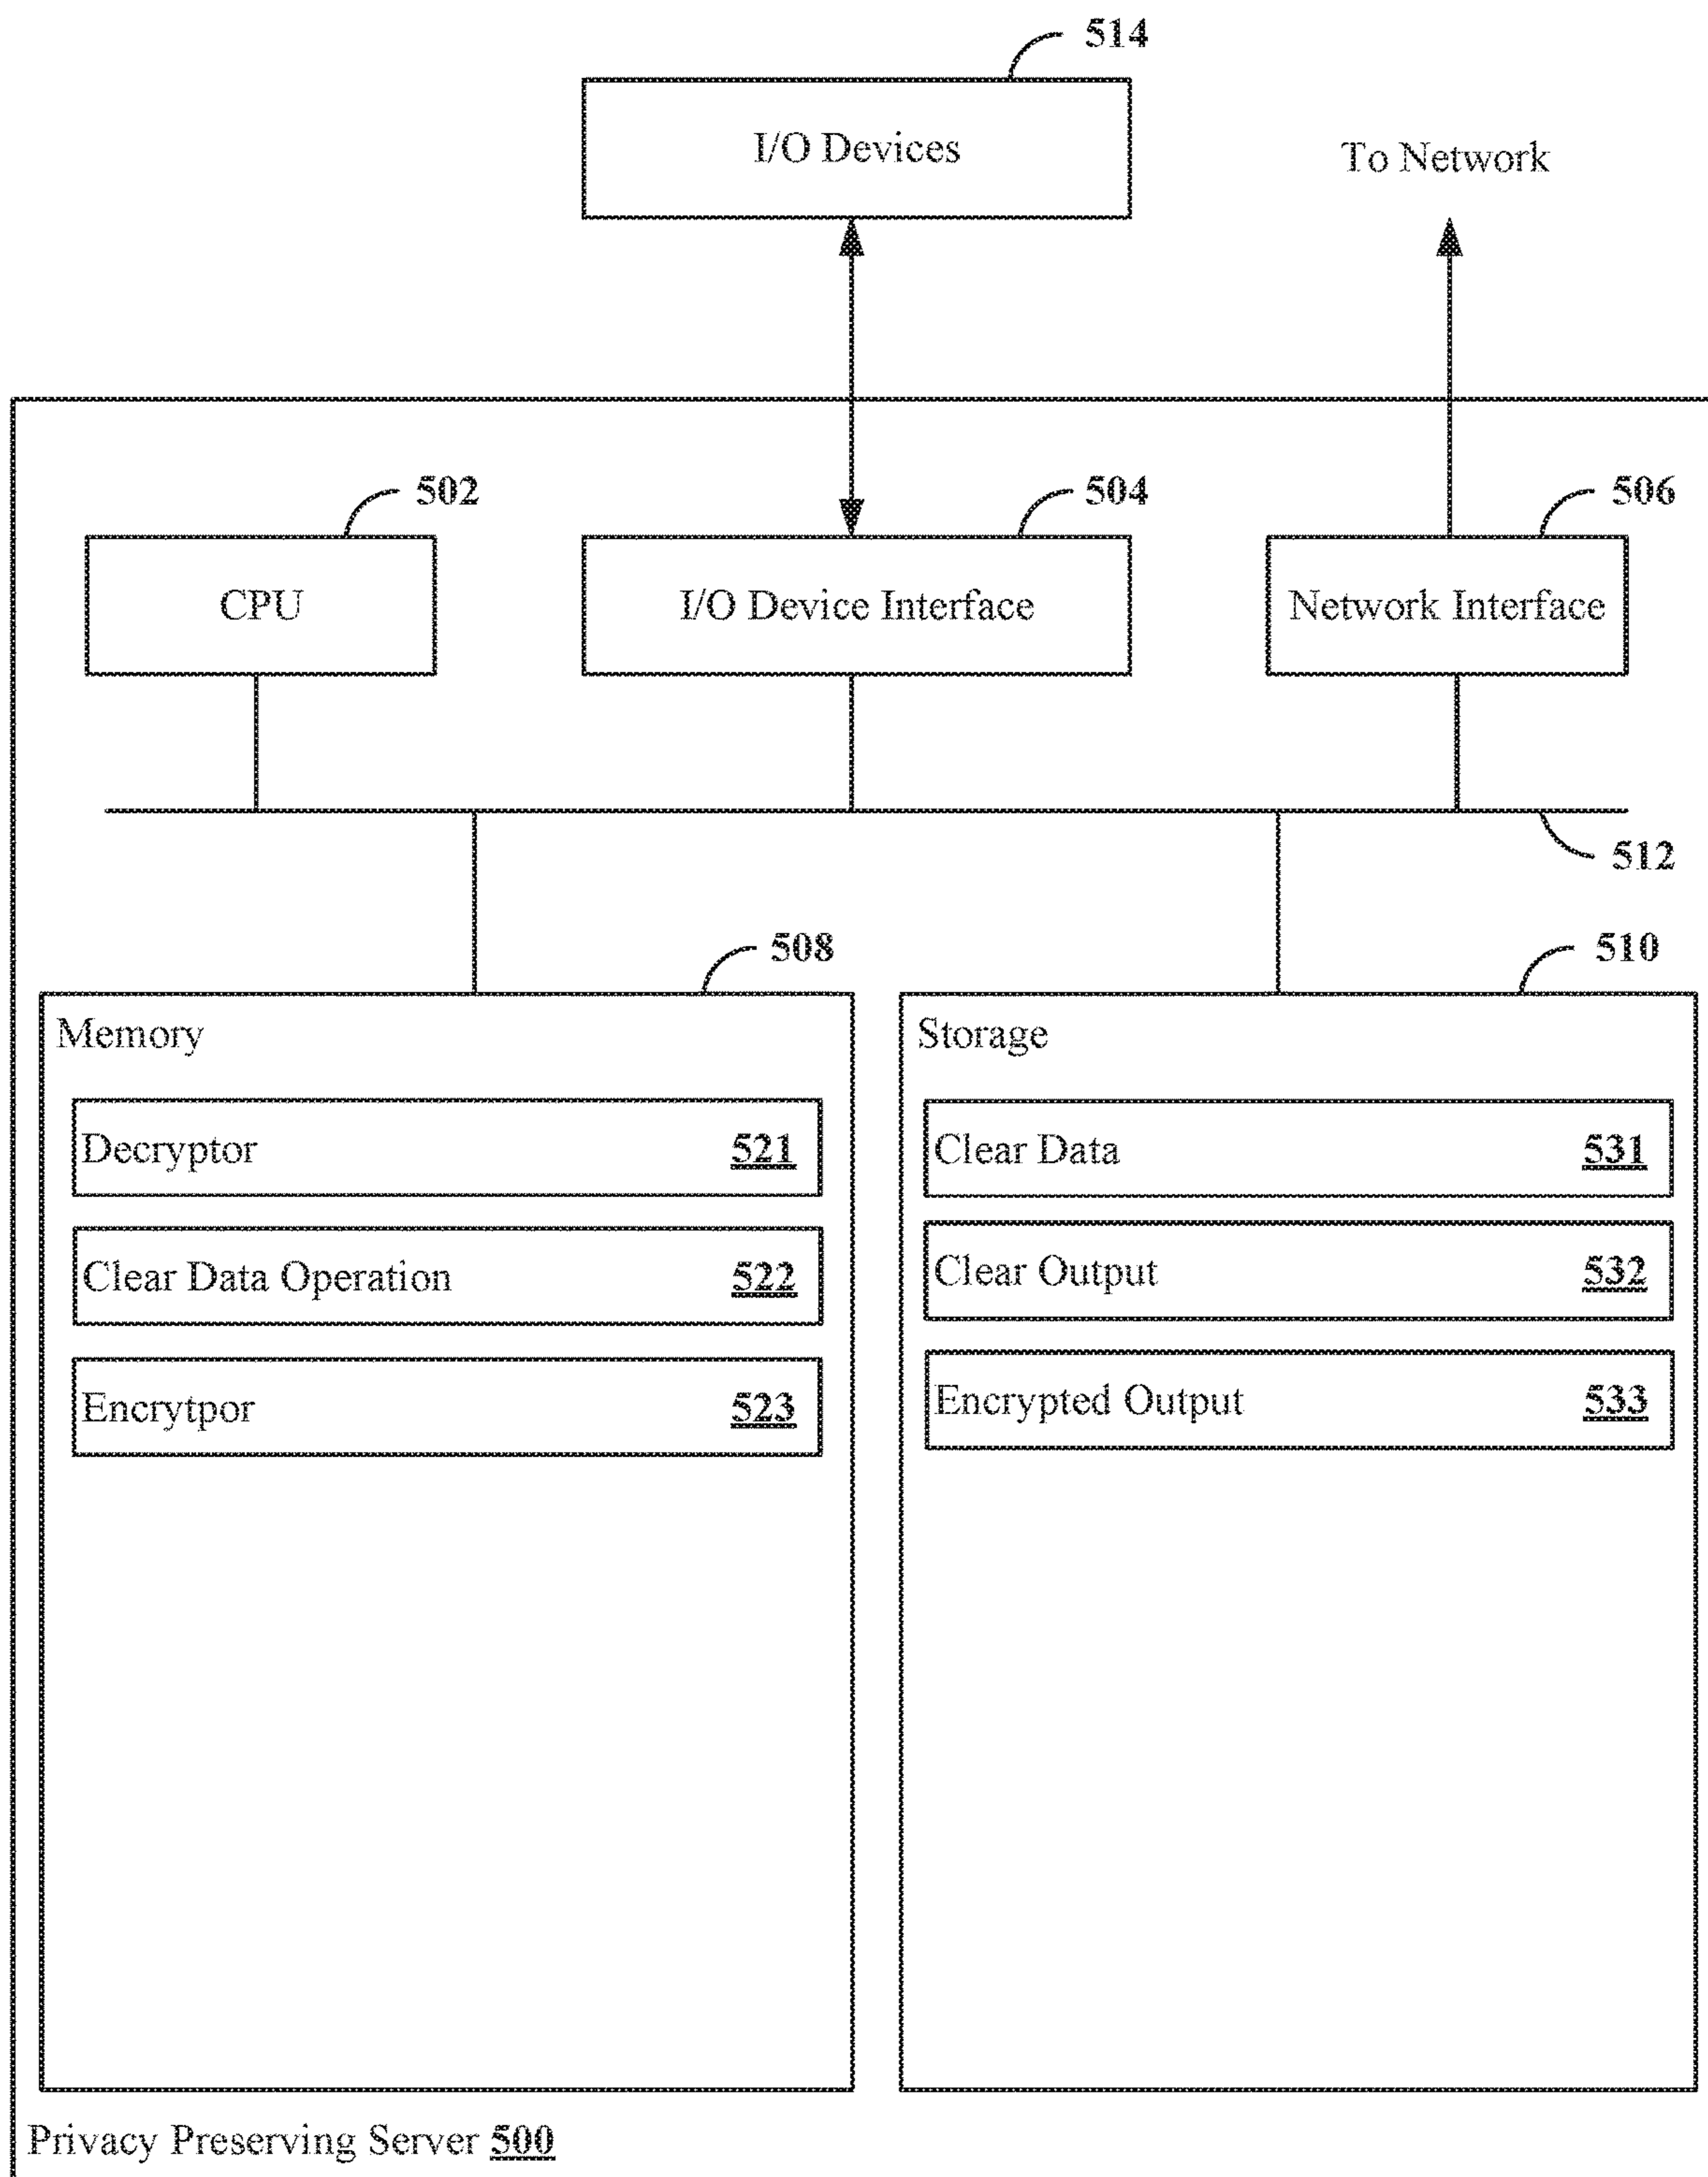 514
I/O Devices
To Network
502
504
506
CPU
I/O Device Interface
Network Interface
512
508
510
Memory
Decryptor 521
Clear Data Operation 522
Encrytpor 523
Storage
Clear Data 531
Clear Output 532
Encrypted Output 533
Privacy Preserving Server 500